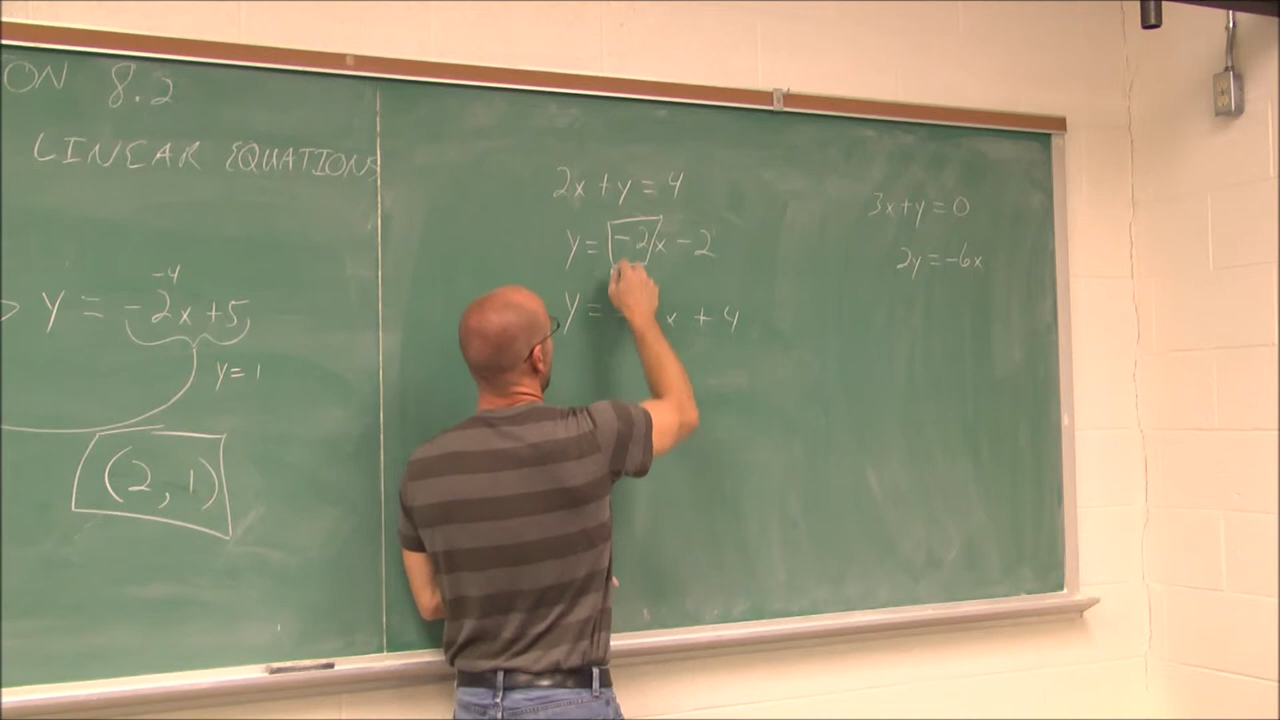 ON 8.2
LINEAR EQUATIONS
-4
y = -2x+5
y=1
(2,1)
2x+y=4
y=-2x-2
y= x+4
3x+y=0
2y=-6x